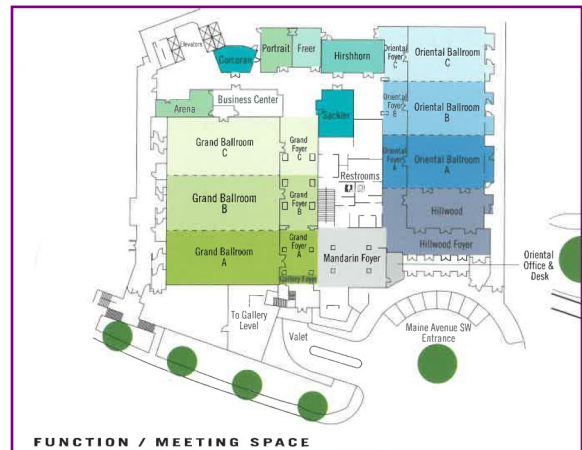 Elevators
Corcoran
Portrait
Freer
Hirshhorn
Oriental
Foyer
C
Oriental Ballroom
C
Arena
Business Center
Sackler
Oriental
Foyer
B
Oriental Ballroom
B
Grand Ballroom
C
Grand
Foyer
C
Restrooms
Oriental
Foyer
A
Oriental Ballroom
A
Grand Ballroom
B
Grand
Foyer
B
Hillwood
Grand Ballroom
A
Grand
Foyer
A
Mandarin Foyer
Hillwood Foyer
Gallery Foyer
Oriental
Office &
Desk
To Gallery
Level
Valet
Maine Avenue SW
Entrance
FUNCTION / MEETING SPACE